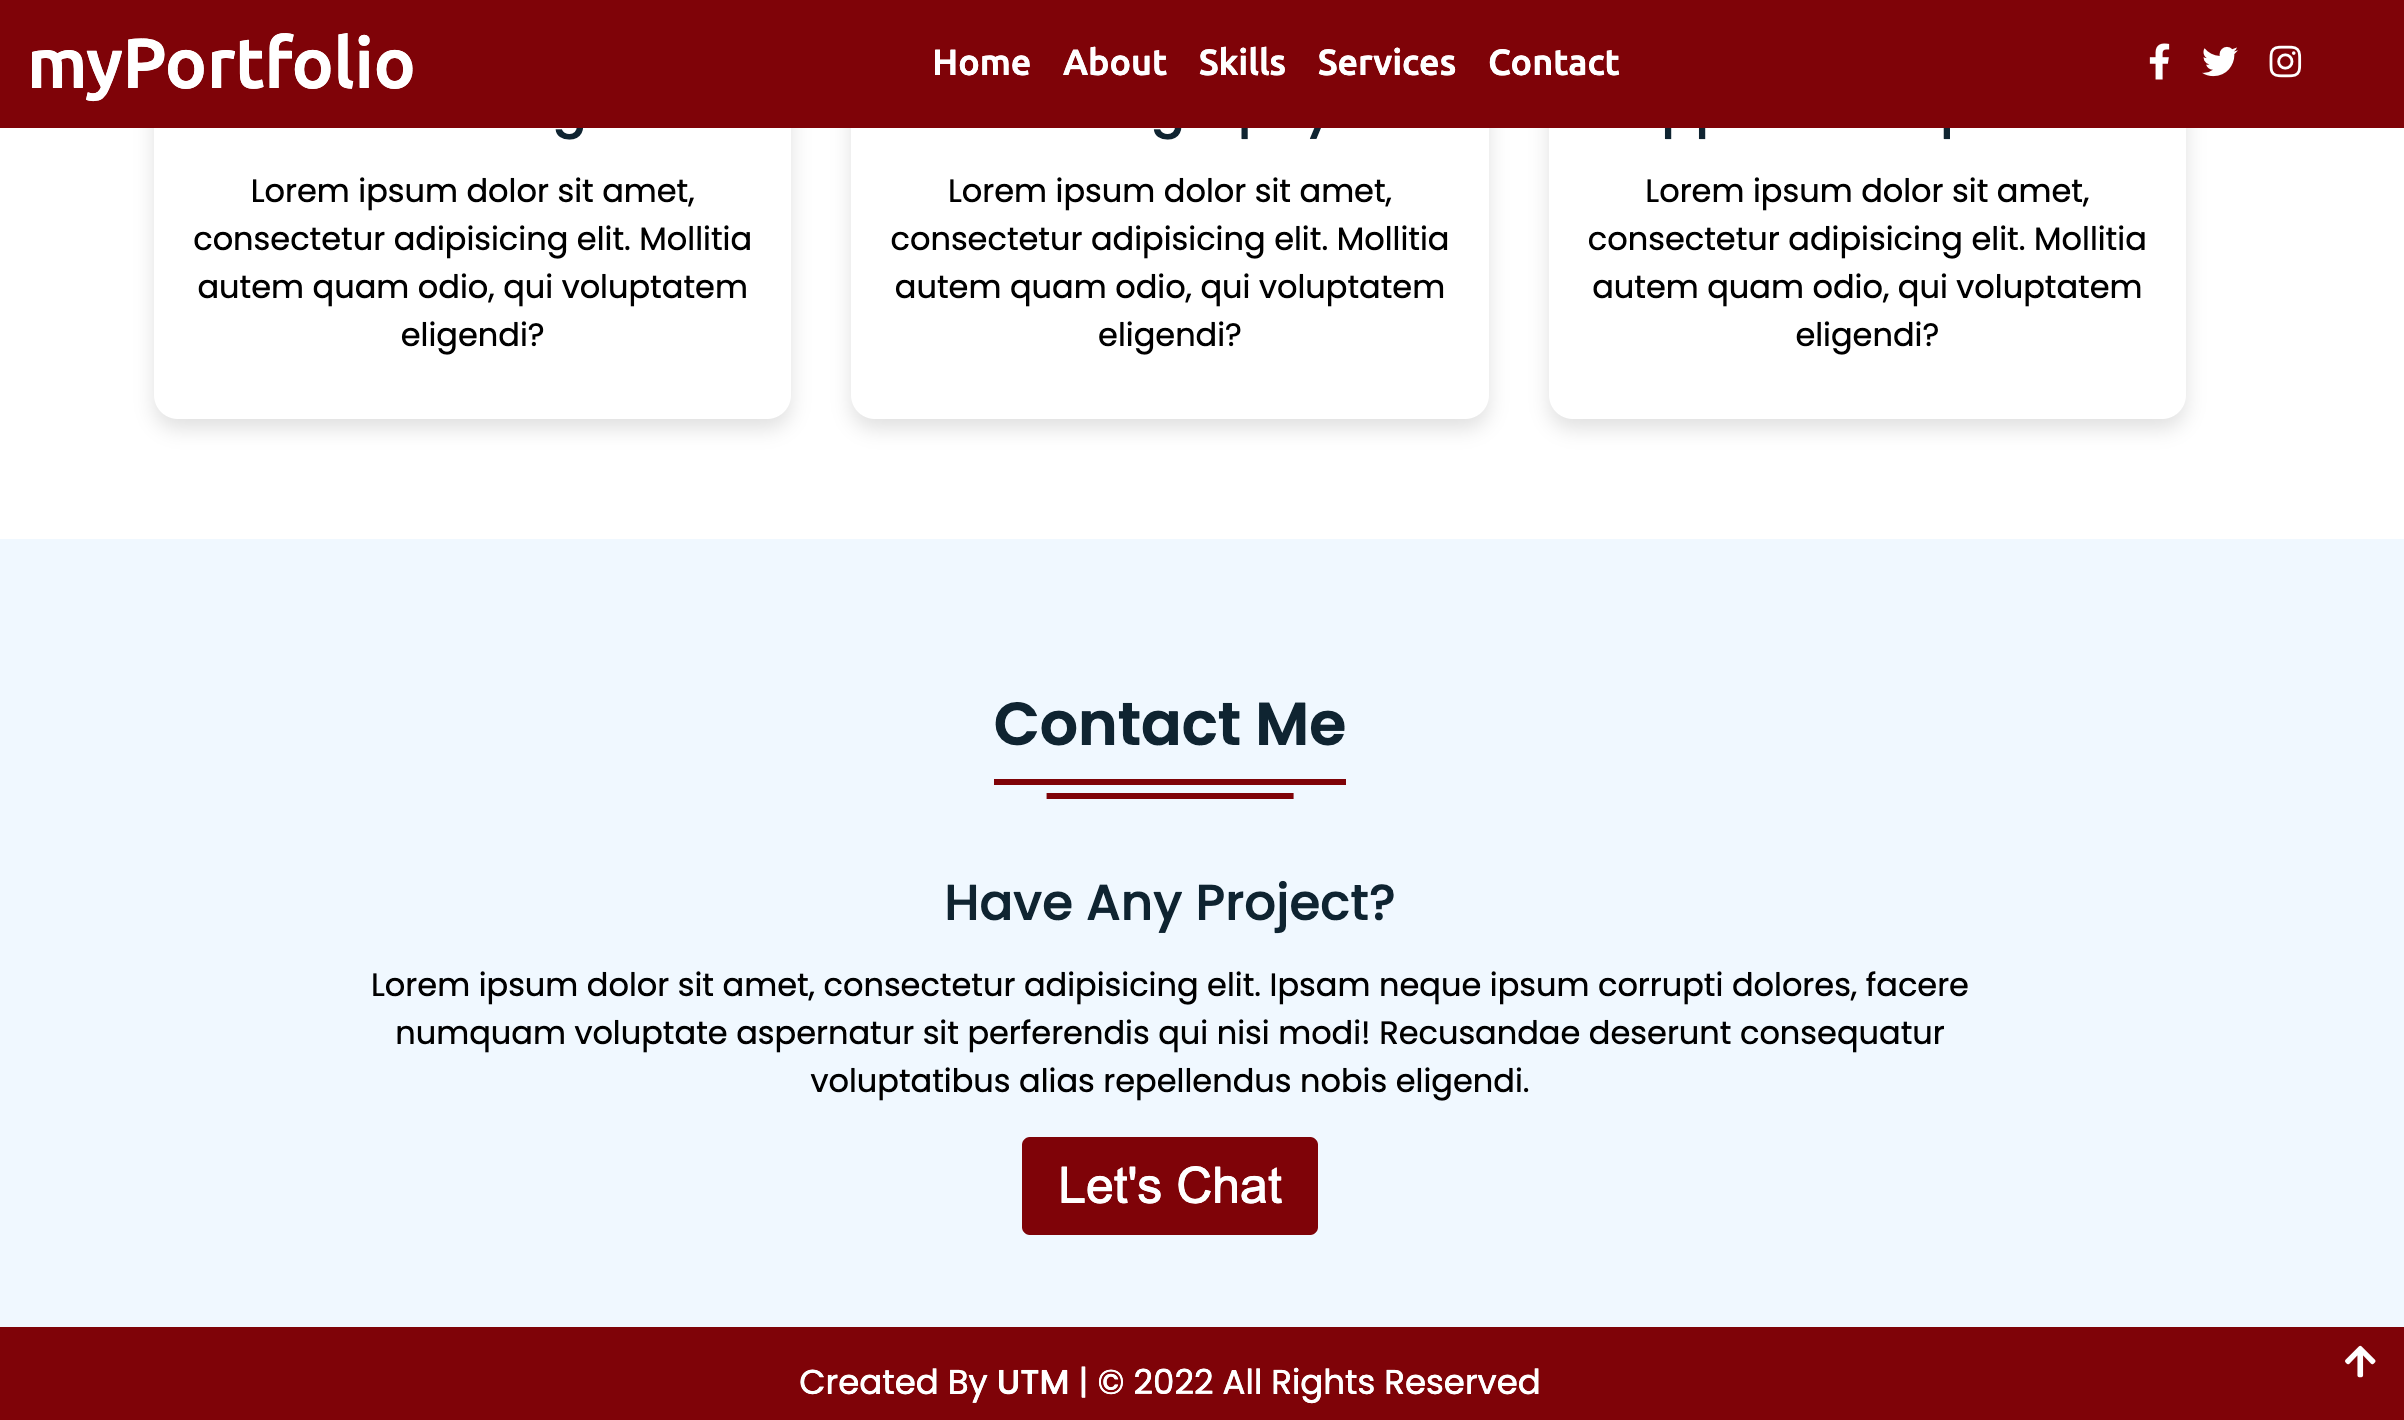 myPortfolio
Home About Skills Services Contact
Lorem ipsum dolor sit amet,
consectetur adipisicing elit. Mollitia
autem quam odio, qui voluptatem
eligendi?
Lorem ipsum dolor sit amet,
consectetur adipisicing elit. Mollitia
autem quam odio, qui voluptatem
eligendi?
Lorem ipsum dolor sit amet,
consectetur adipisicing elit. Mollitia
autem quam odio, qui voluptatem
eligendi?
Contact Me
Have Any Project?
Lorem ipsum dolor sit amet, consectetur adipisicing elit. Ipsam neque ipsum corrupti dolores, facere
numquam voluptate aspernatur sit perferendis qui nisi modi! Recusandae deserunt consequatur
voluptatibus alias repellendus nobis eligendi.
Let's Chat
Created By UTM | © 2022 All Rights Reserved